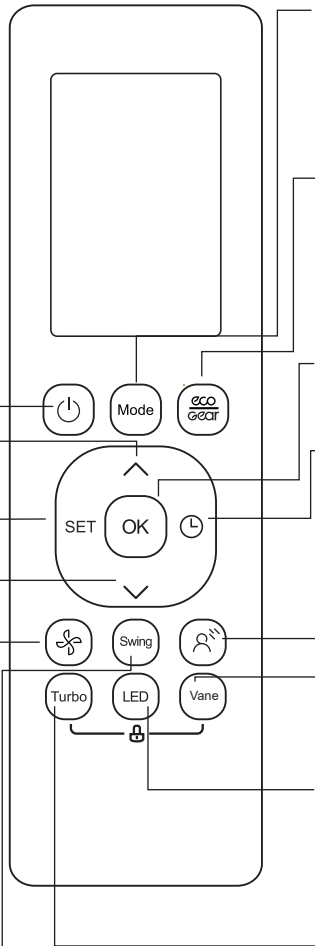 Mode
eco
Gear
SET
OK
Swing
Turbo
LED
Vane